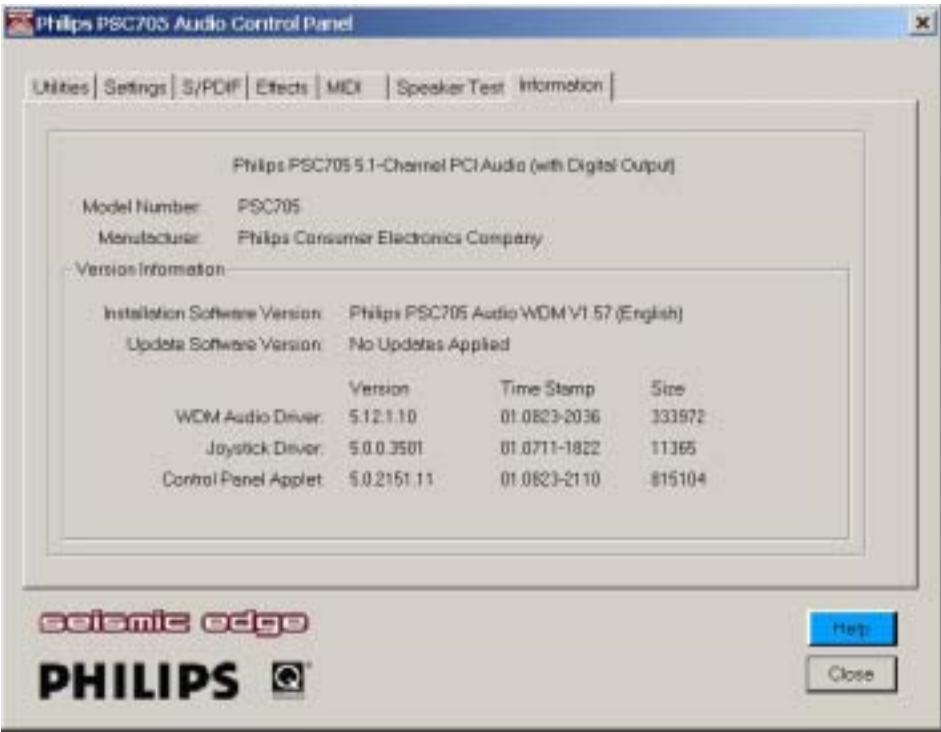 Philips PSC705 Audio Control Panel
Utilities Settings S/PDIF Effects MIDI Speaker Test Information
Philips PSC705 5.1-Channel PCI Audio (with Digital Output)
Model Number: PSC705
Manufacturer: Philips Consumer Electronics Company
Version Information
Installation Software Version: Philips PSC705 Audio WDM V1.57 (English)
Update Software Version: No Updates Applied
Version Time Stamp Size
WDM Audio Driver: 5.12.1.10 01.0823-2036 333972
Joystick Driver: 5.0.0.3501 01.0711-1822 11365
Control Panel Applet: 5.0.2151.11 01.0823-2110 815104
seismic edge
Help
PHILIPS Q
Close